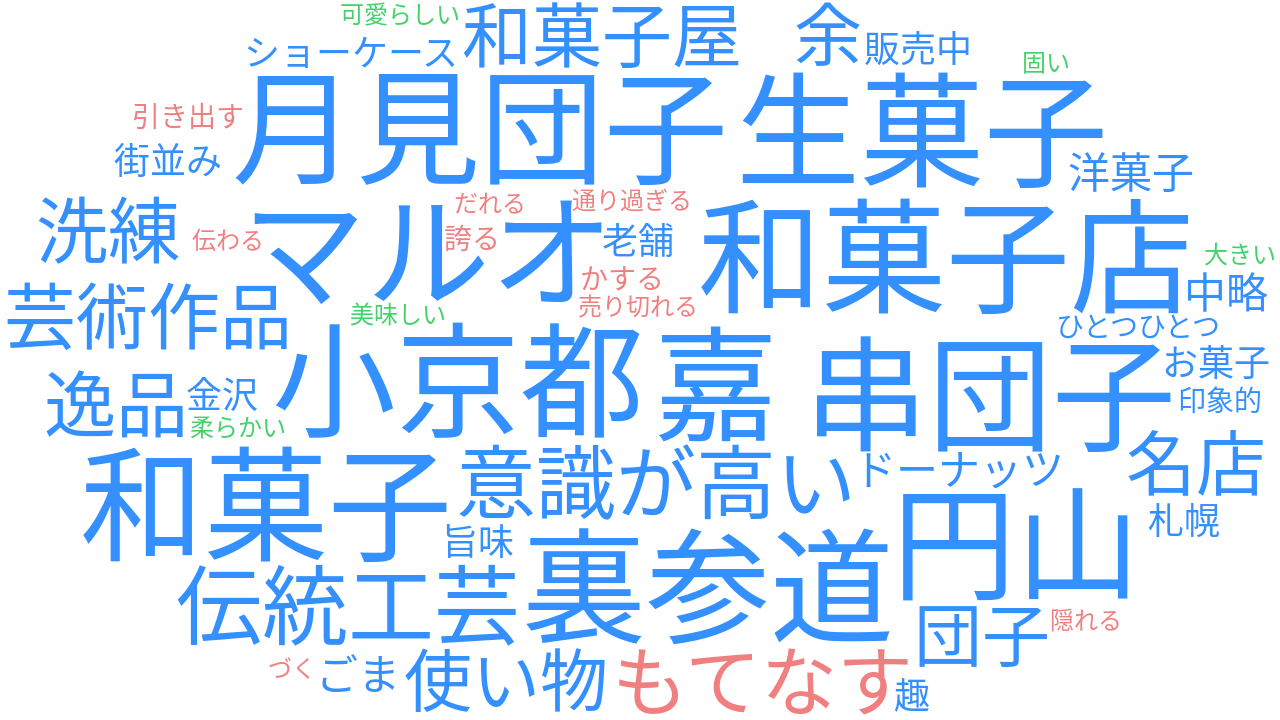 可愛らしい
和菓子屋
余
ショーケース
販売中
固い
月見団子
生菓子
引き出す
街並み
洋菓子
洗練
だれる
通り過ぎる
伝わる
マルオ
誇る
老舗
和菓子店
大きい
かする
売り切れる
中略
芸術作品
美味しい
ひとつひとつ
小京都
嘉
串団子
お菓子
逸品
金沢
印象的
柔らかい
和菓子
意識が高い
ドーナッツ
名店
円山
札幌
旨味
裏参道
伝統工芸
団子
隠れる
づく
ごま
使い物
もてなす
趣